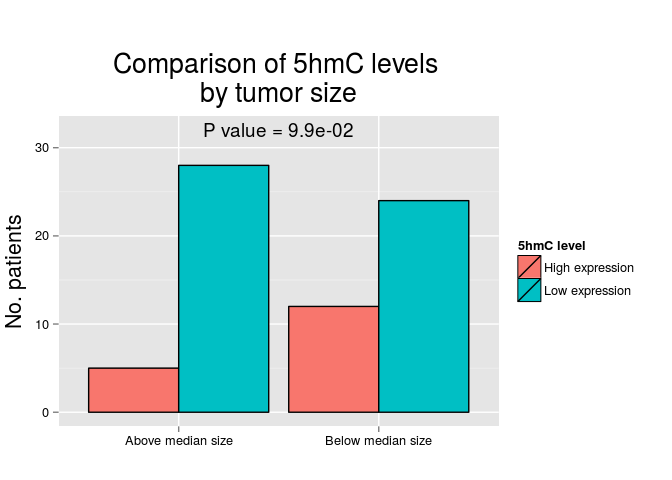 Comparison of 5hmC levels
by tumor size
P value = 9.9e-02
No. patients
30
20
10
0
Above median size
Below median size
5hmC level
High expression
Low expression